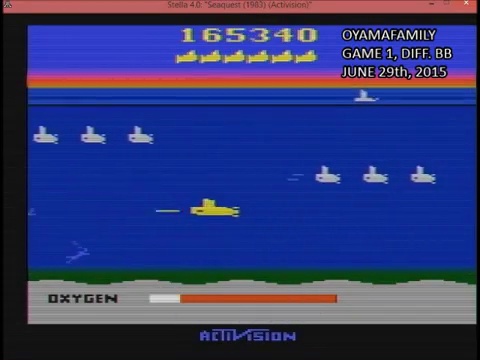 Stella 4.0: "Seaquest (1983) (Activision)"
165340
OYAMAFAMILY
GAME 1, DIFF. BB
JUNE 29th, 2015
OXYGEN
ACTIVISION